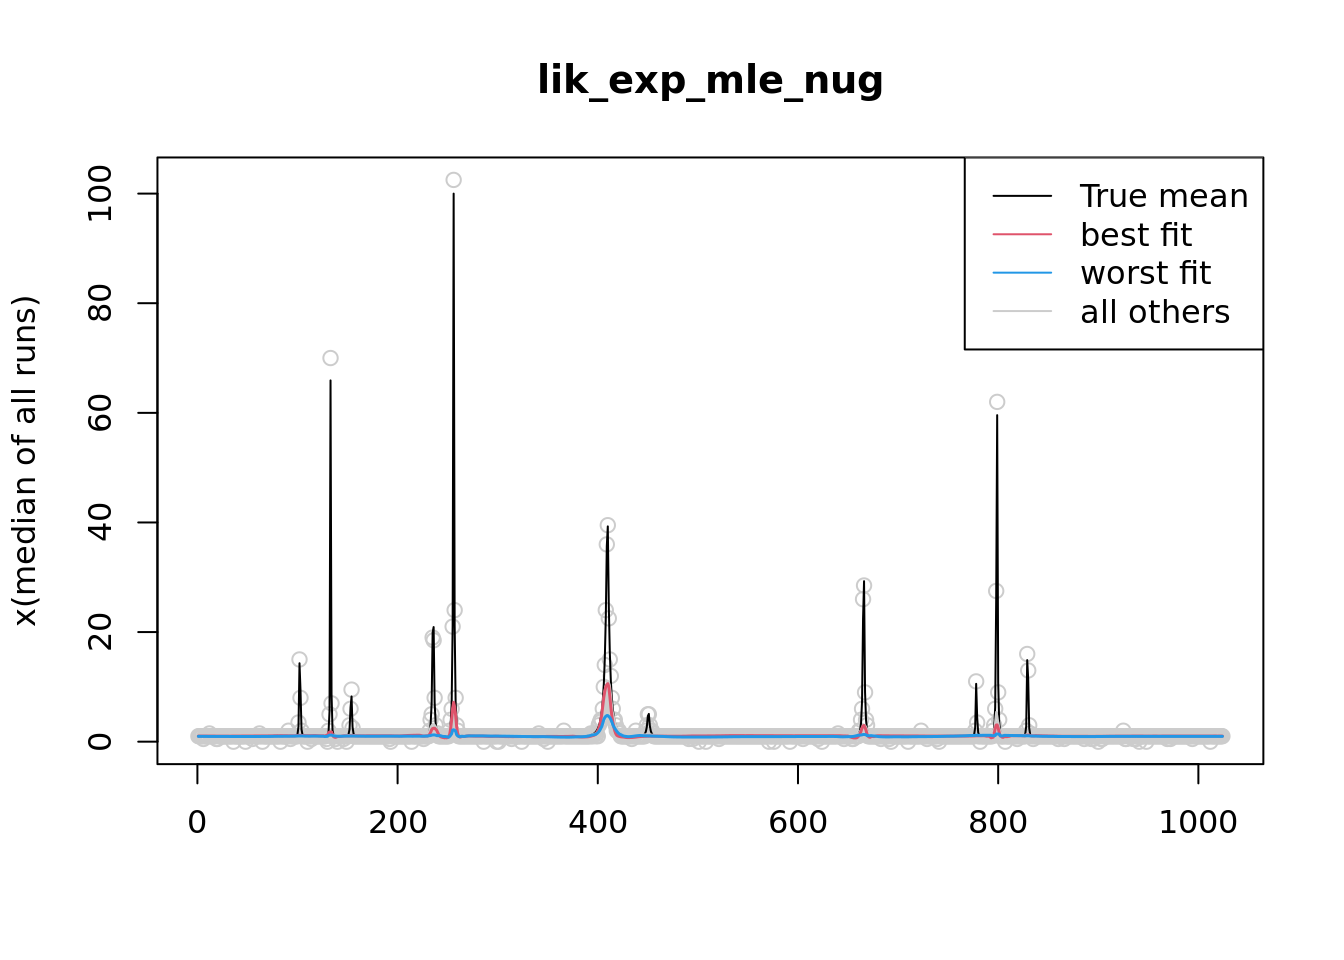 lik_exp_mle_nug
x(median of all runs)
100
80
60
40
20
0
True mean
best fit
worst fit
all others
0 200 400 600 800 1000